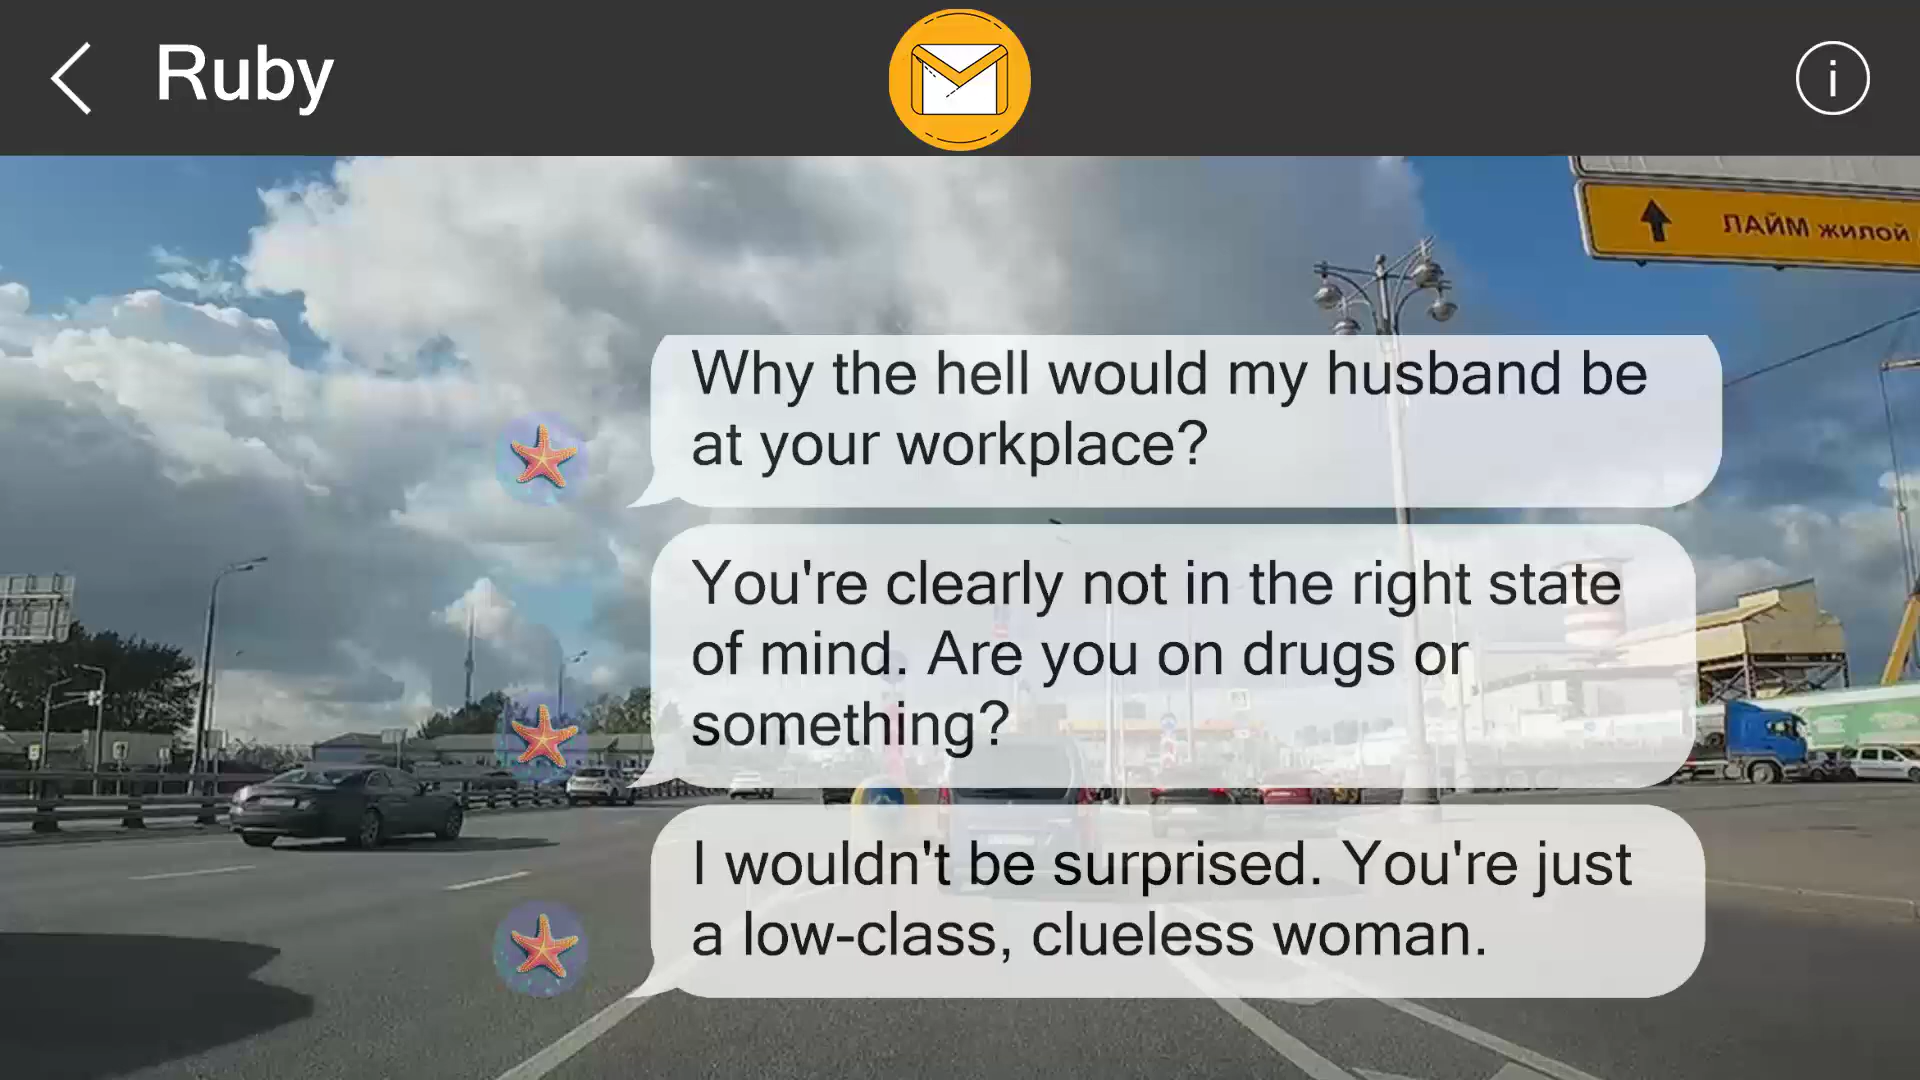 Ruby
ЛАЙМ жилой
Why the hell would my husband be
at your workplace?
You're clearly not in the right state
of mind. Are you on drugs or
something?
I wouldn't be surprised. You're just
a low-class, clueless woman.